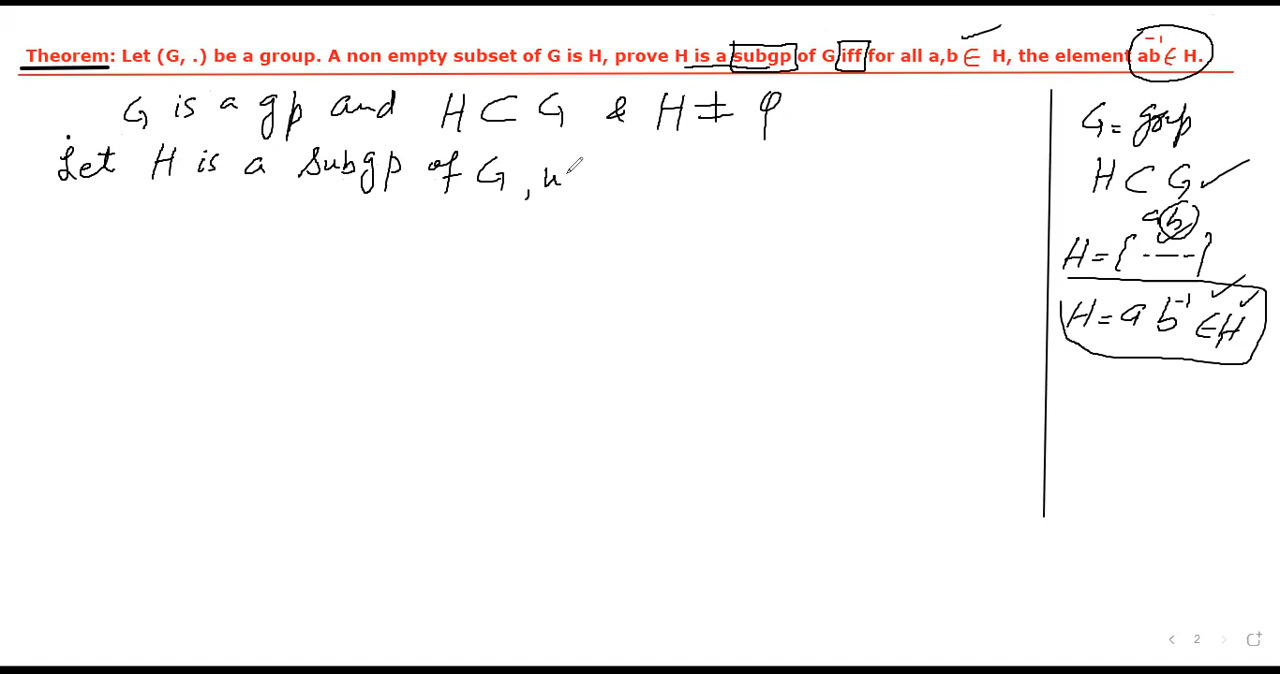 Theorem: Let (G, .) be a group. A non empty subset of G is H, prove H is a subgp of G iff for all a,b ∈ H, the element ab⁻¹ ∈ H.
G is a gp and H ⊂ G & H ≠ φ
Let H is a subgp of G,
G = group
H ⊂ G ✓
a b
H = { ----- }
H = a b⁻¹ ∈ H
2